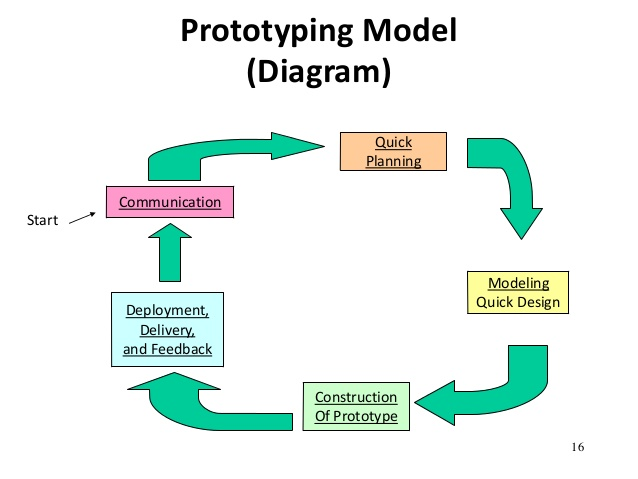 Prototyping Model
(Diagram)
Quick
Planning
Communication
Start
Modeling
Quick Design
Deployment,
Delivery,
and Feedback
Construction
Of Prototype
16